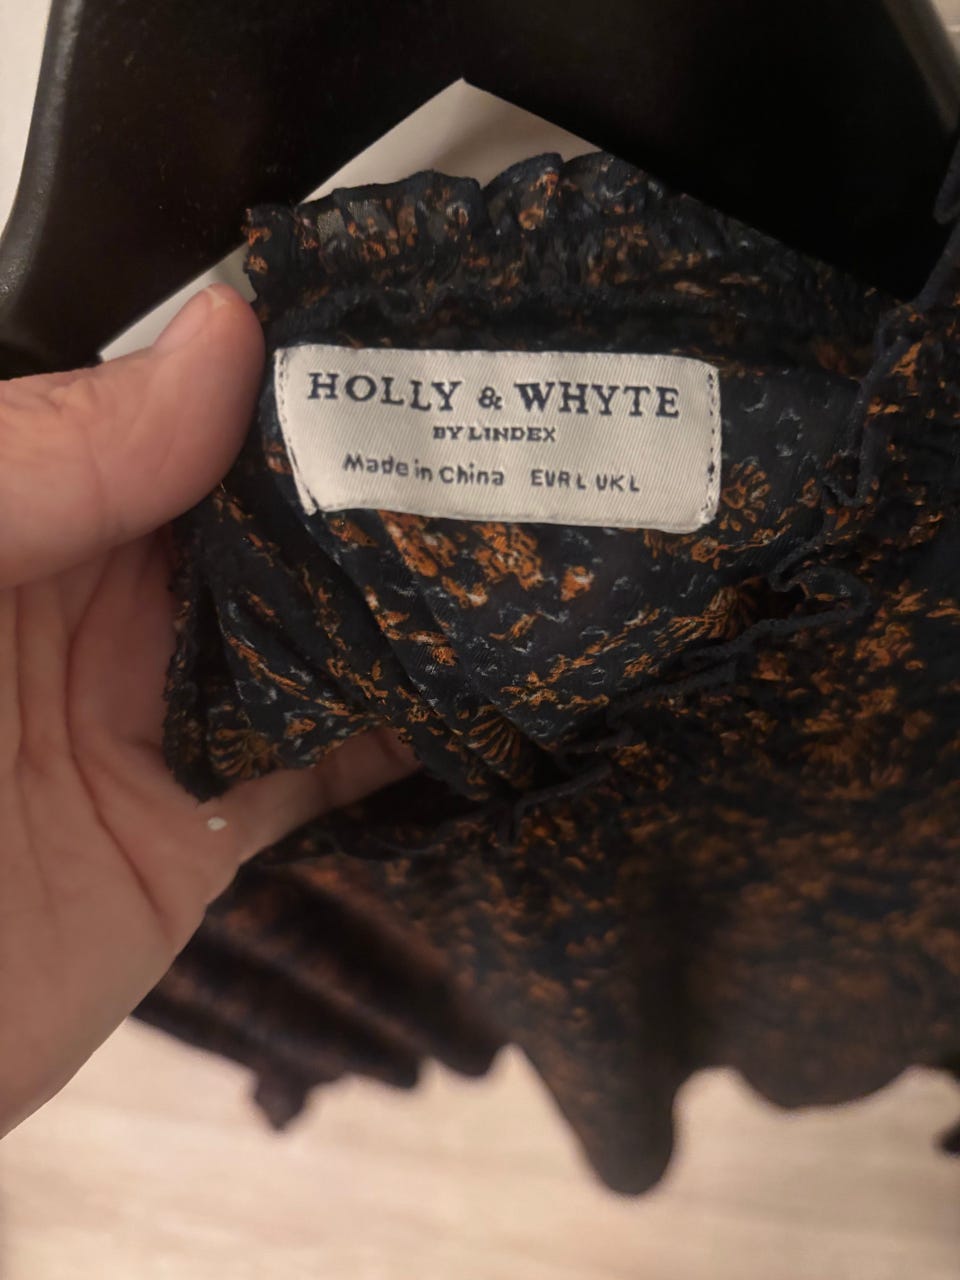 HOLLY & WHYTE
BY LINDEX
Made in China EUR L UK L